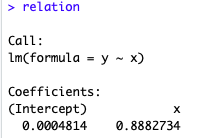 > relation
Call:
lm(formula = y ~ x)
Coefficients:
(Intercept)            x
  0.0004814    0.8882734